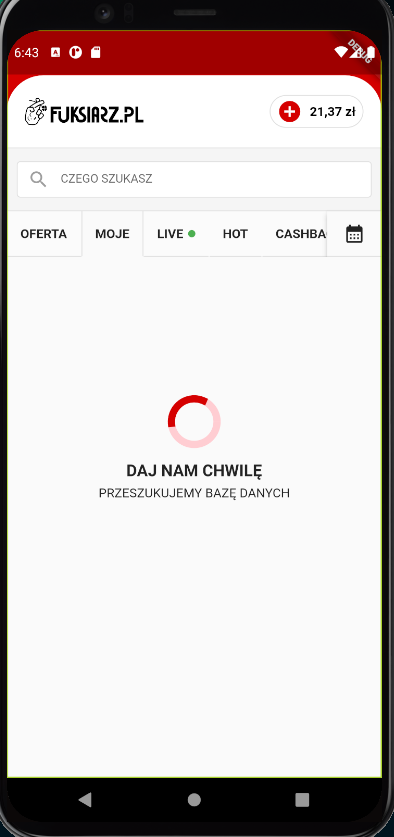 6:43
DEBUG
FUKSIARZ.PL
21,37 zł
CZEGO SZUKASZ
OFERTA MOJE LIVE HOT CASHBA
DAJ NAM CHWILĘ
PRZESZUKUJEMY BAZĘ DANYCH